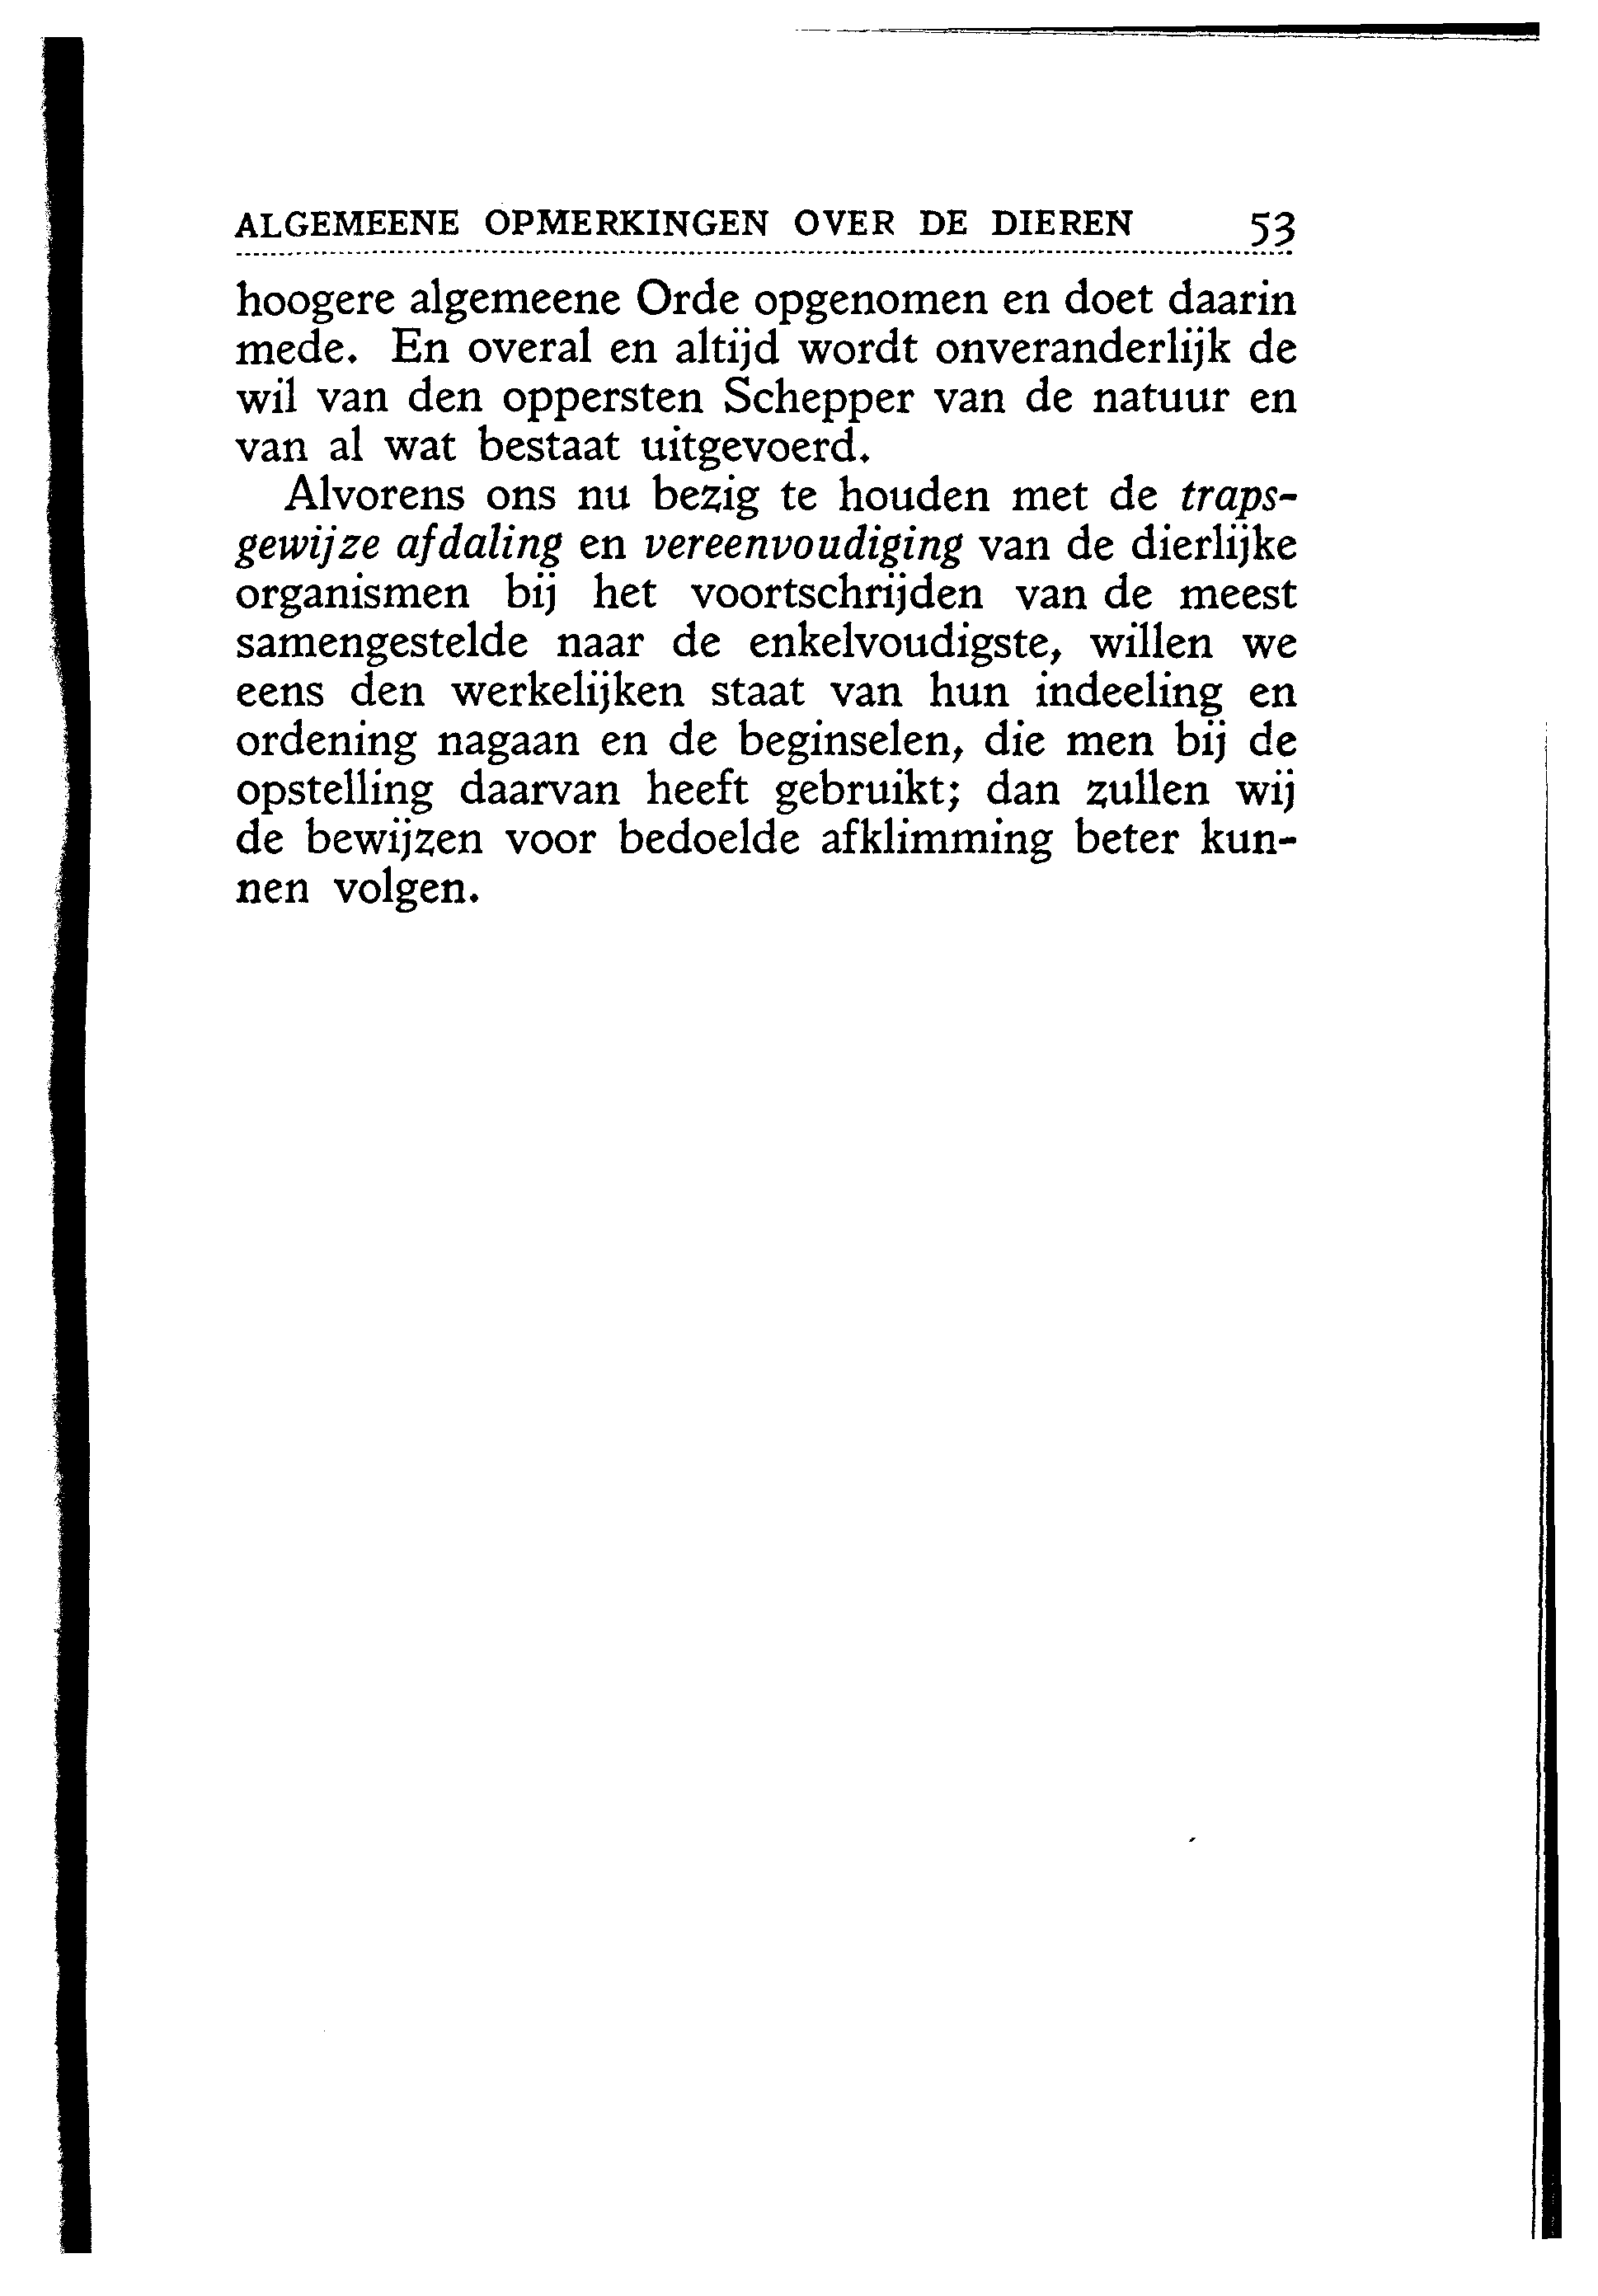 ALGEMEENE OPMERKINGEN OVER DE DIEREN 53
hoogere algemeene Orde opgenomen en doet daarin
mede. En overal en altijd wordt onveranderlijk de
wil van den oppersten Schepper van de natuur en
van al wat bestaat uitgevoerd.
Alvorens ons nu bezig te houden met de traps-
gewijze afdaling en vereenvoudiging van de dierlijke
organismen bij het voortschrijden van de meest
samengestelde naar de enkelvoudigste, willen we
eens den werkelijken staat van hun indeeling en
ordening nagaan en de beginselen, die men bij de
opstelling daarvan heeft gebruikt; dan zullen wij
de bewijzen voor bedoelde afklimming beter kun-
nen volgen.